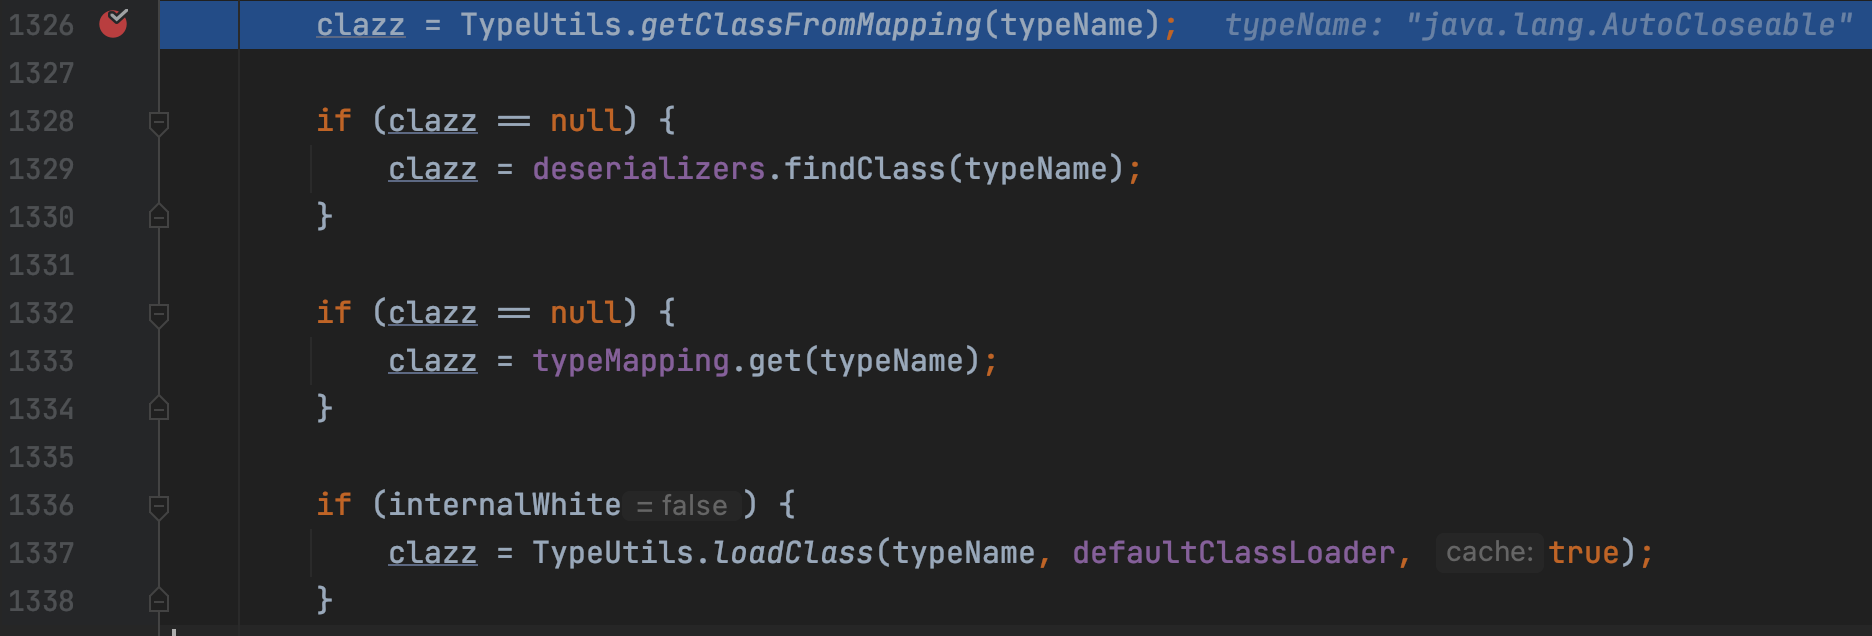 1326 clazz = TypeUtils.getClassFromMapping(typeName); typeName: "java.lang.AutoCloseable"
1327
1328 if (clazz == null) {
1329 clazz = deserializers.findClass(typeName);
1330 }
1331
1332 if (clazz == null) {
1333 clazz = typeMapping.get(typeName);
1334 }
1335
1336 if (internalWhite = false ) {
1337 clazz = TypeUtils.loadClass(typeName, defaultClassLoader, cache: true);
1338 }